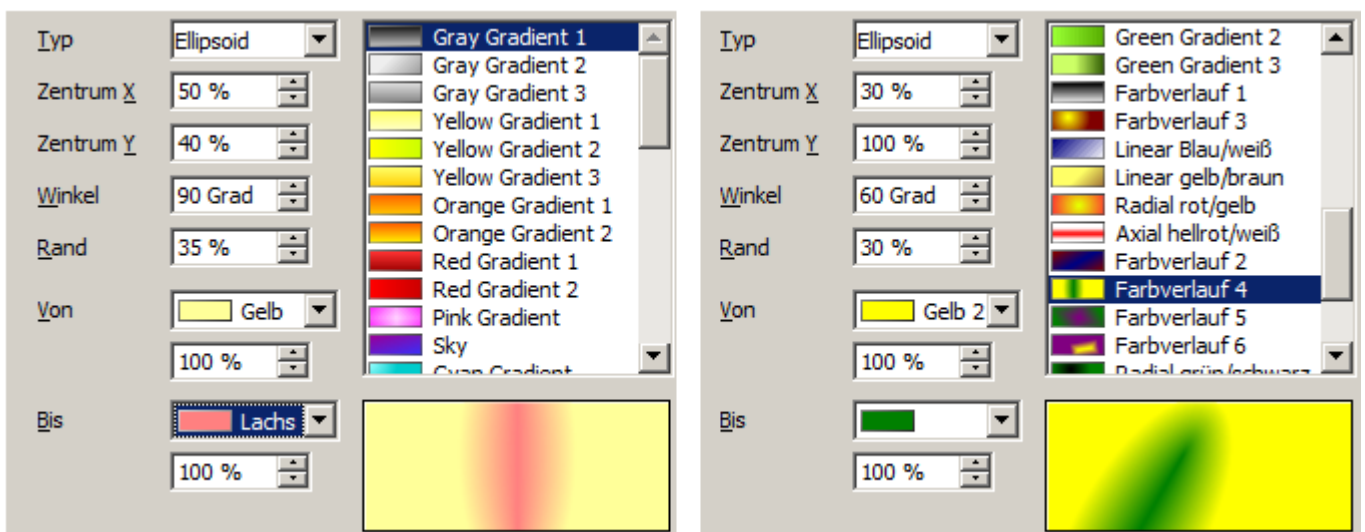 Typ
Ellipsoid
Zentrum X
50 %
Zentrum Y
40 %
Winkel
90 Grad
Rand
35 %
Von
Gelb
100 %
Bis
Lachs
100 %
Gray Gradient 1
Gray Gradient 2
Gray Gradient 3
Yellow Gradient 1
Yellow Gradient 2
Yellow Gradient 3
Orange Gradient 1
Orange Gradient 2
Red Gradient 1
Red Gradient 2
Pink Gradient
Sky
Cyan Gradient
Typ
Ellipsoid
Zentrum X
30 %
Zentrum Y
100 %
Winkel
60 Grad
Rand
30 %
Von
Gelb 2
100 %
Bis
100 %
Green Gradient 2
Green Gradient 3
Farbverlauf 1
Farbverlauf 3
Linear Blau/weiß
Linear gelb/braun
Radial rot/gelb
Axial hellrot/weiß
Farbverlauf 2
Farbverlauf 4
Farbverlauf 5
Farbverlauf 6
Radial grün/schwarz